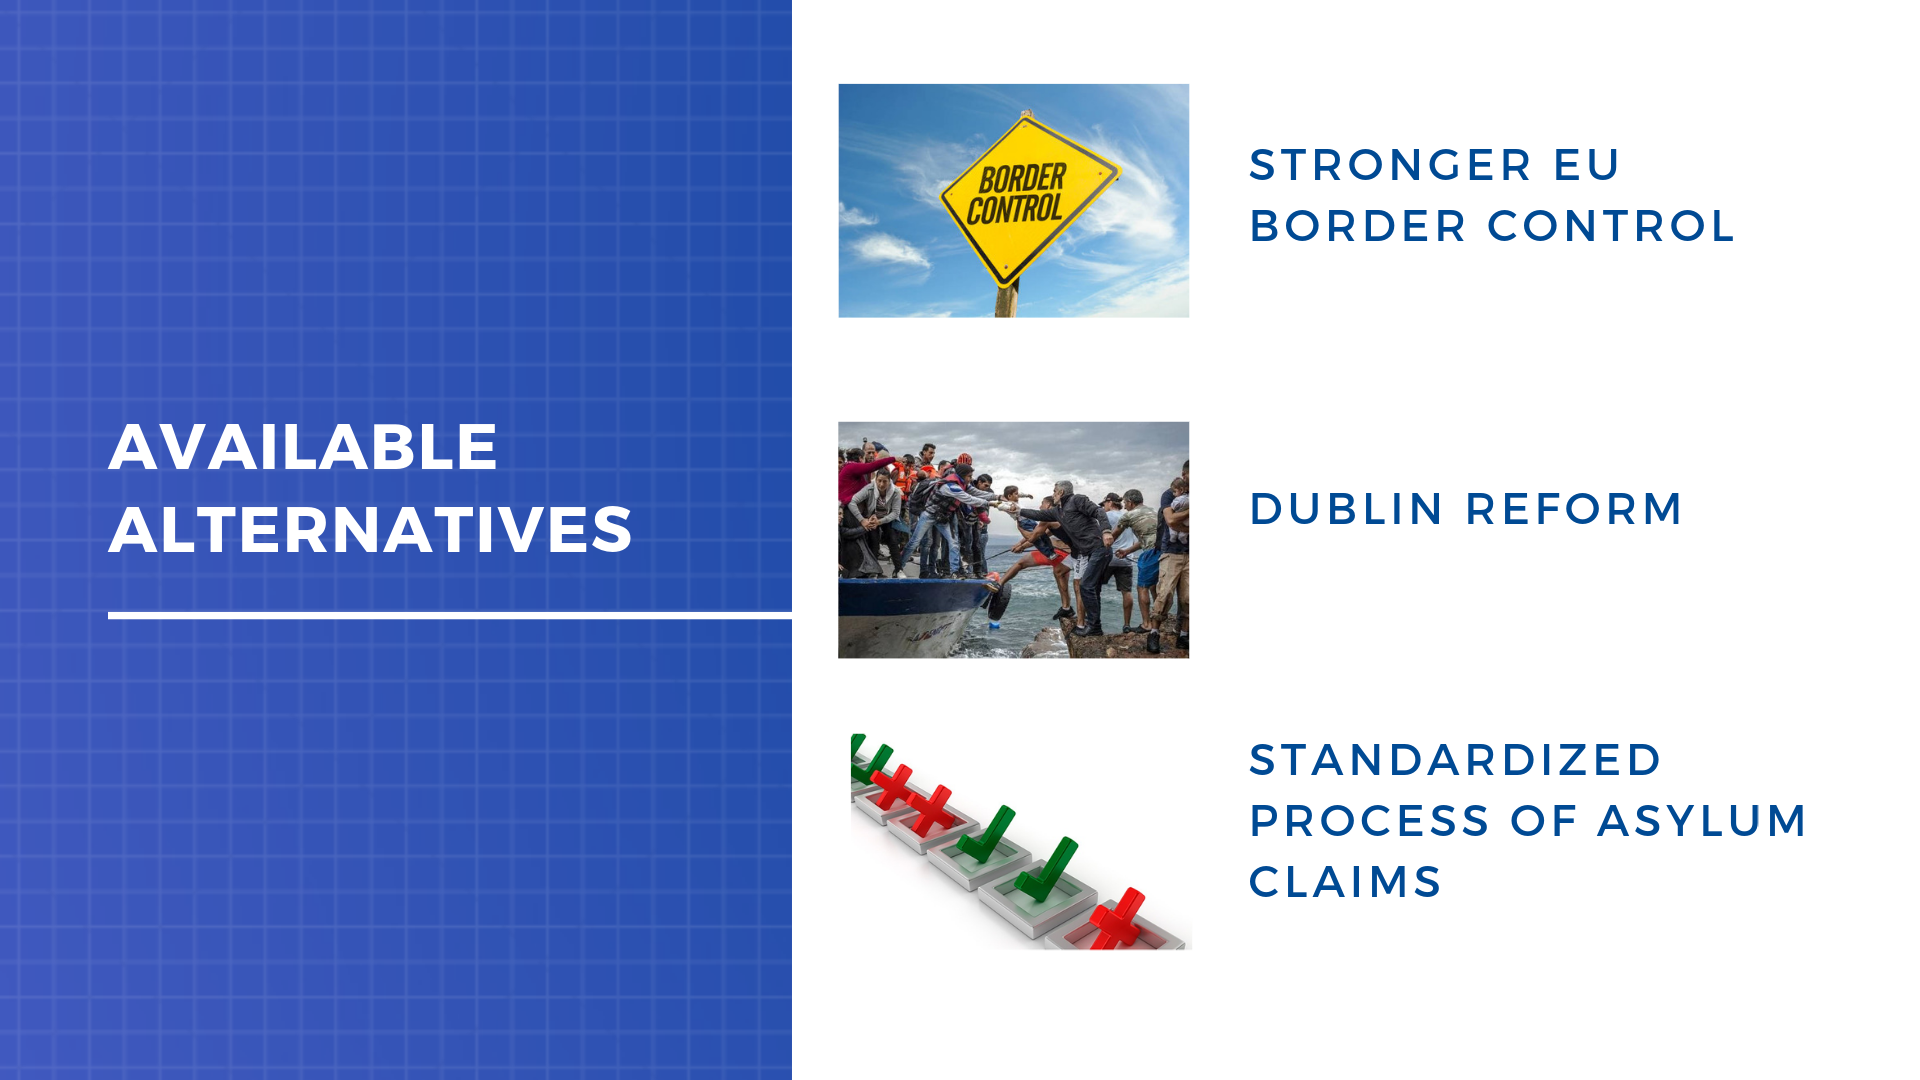 AVAILABLE
ALTERNATIVES
BORDER
CONTROL
STRONGER EU
BORDER CONTROL
DUBLIN REFORM
STANDARDIZED
PROCESS OF ASYLUM
CLAIMS